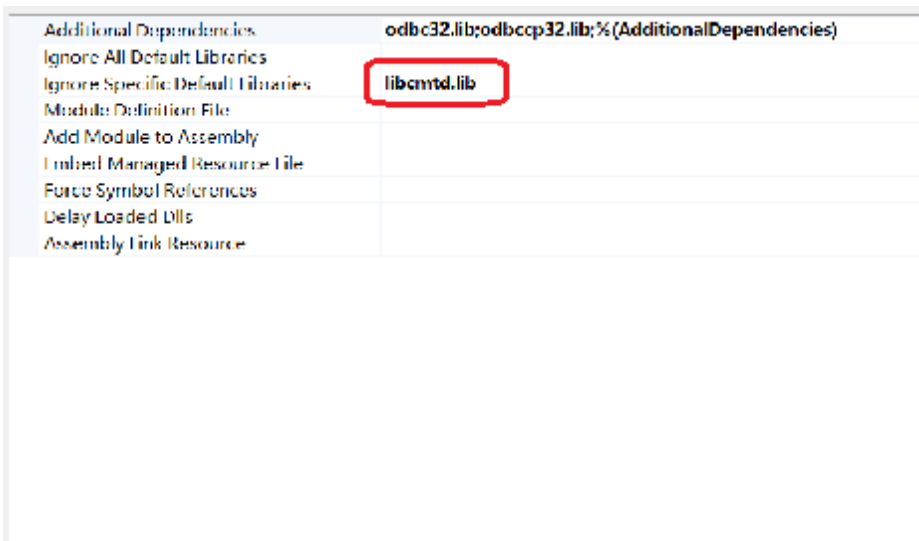 Additional Dependencies odbc32.lib;odbccp32.lib;%(AdditionalDependencies)
Ignore All Default Libraries
Ignore Specific Default Libraries libcmtd.lib
Module Definition File
Add Module to Assembly
Embed Managed Resource File
Force Symbol References
Delay Loaded Dlls
Assembly Link Resource